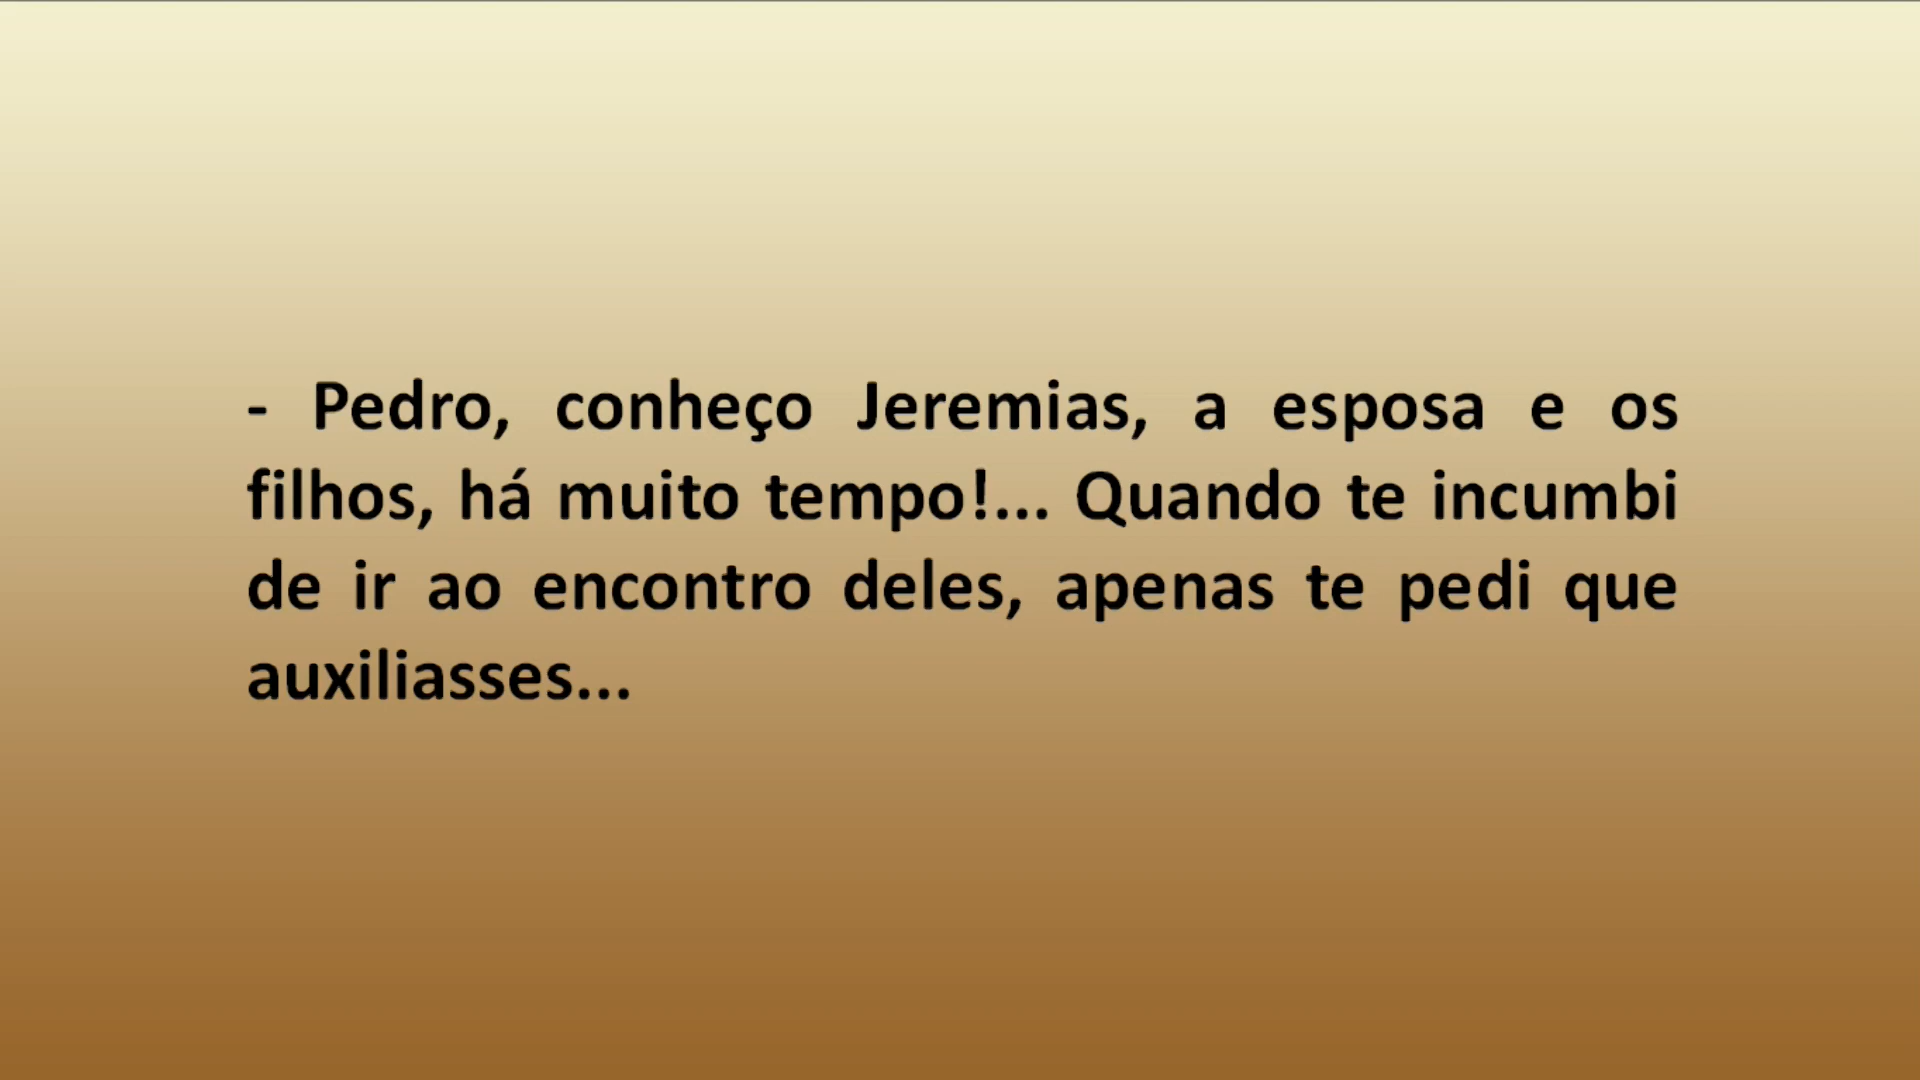 - Pedro, conheço Jeremias, a esposa e os
filhos, há muito tempo!... Quando te incumbi
de ir ao encontro deles, apenas te pedi que
auxiliasses...